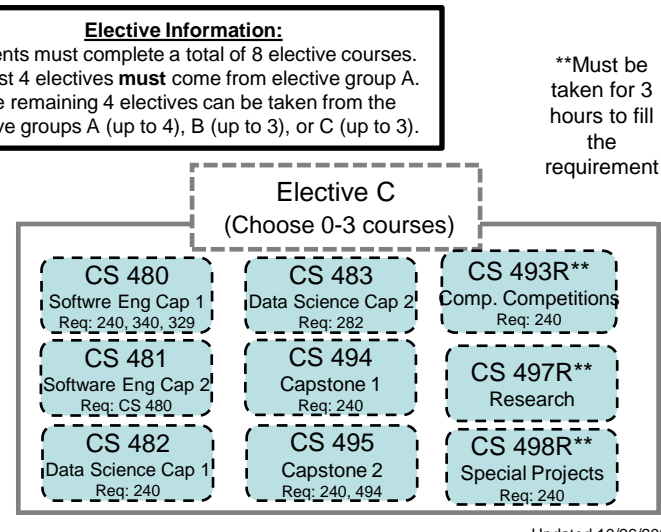 Elective Information:
ents must complete a total of 8 elective courses.
st 4 electives must come from elective group A.
e remaining 4 electives can be taken from the
ve groups A (up to 4), B (up to 3), or C (up to 3).
**Must be
taken for 3
hours to fill
the
requirement
Elective C
(Choose 0-3 courses)
CS 480
Softwre Eng Cap 1
Req: 240, 340, 329
CS 483
Data Science Cap 2
Req: 282
CS 493R**
Comp. Competitions
Req: 240
CS 481
Software Eng Cap 2
Req: CS 480
CS 494
Capstone 1
Req: 240
CS 497R**
Research
CS 482
Data Science Cap 1
Req: 240
CS 495
Capstone 2
Req: 240, 494
CS 498R**
Special Projects
Req: 240